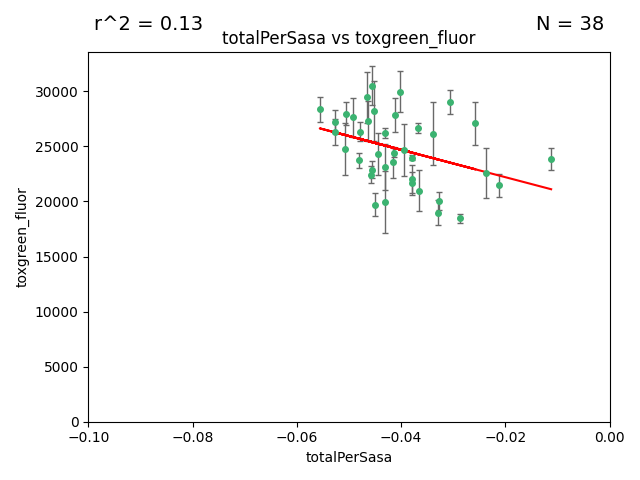 r^2 = 0.13
N = 38
totalPerSasa vs toxgreen_fluor
toxgreen_fluor
30000
25000
20000
15000
10000
5000
0
−0.10
−0.08
−0.06
−0.04
−0.02
0.00
totalPerSasa